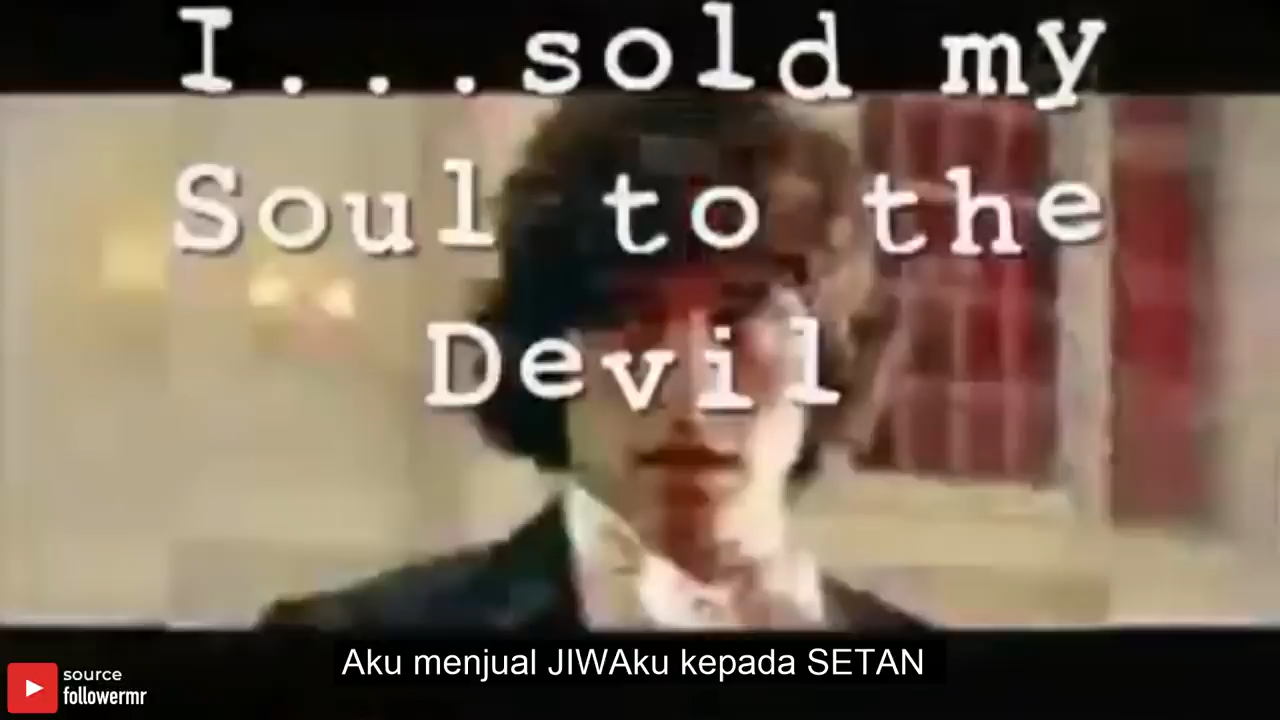 I...sold my
Soul to the
Devil
Aku menjual JIWAku kepada SETAN
source
followermr